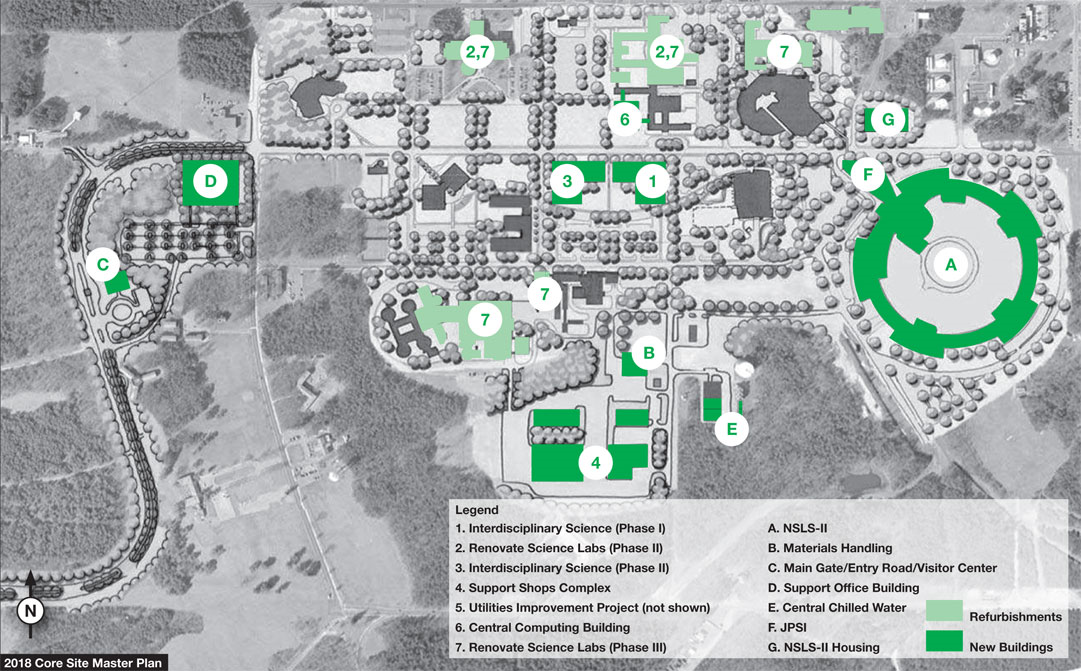 2,7
2,7
7
6
G
D
3
1
F
C
A
7
7
B
E
4
N
Legend
1. Interdisciplinary Science (Phase I)
2. Renovate Science Labs (Phase II)
3. Interdisciplinary Science (Phase II)
4. Support Shops Complex
5. Utilities Improvement Project (not shown)
6. Central Computing Building
7. Renovate Science Labs (Phase III)
A. NSLS-II
B. Materials Handling
C. Main Gate/Entry Road/Visitor Center
D. Support Office Building
E. Central Chilled Water
F. JPSI
G. NSLS-II Housing
Refurbishments
New Buildings
2018 Core Site Master Plan